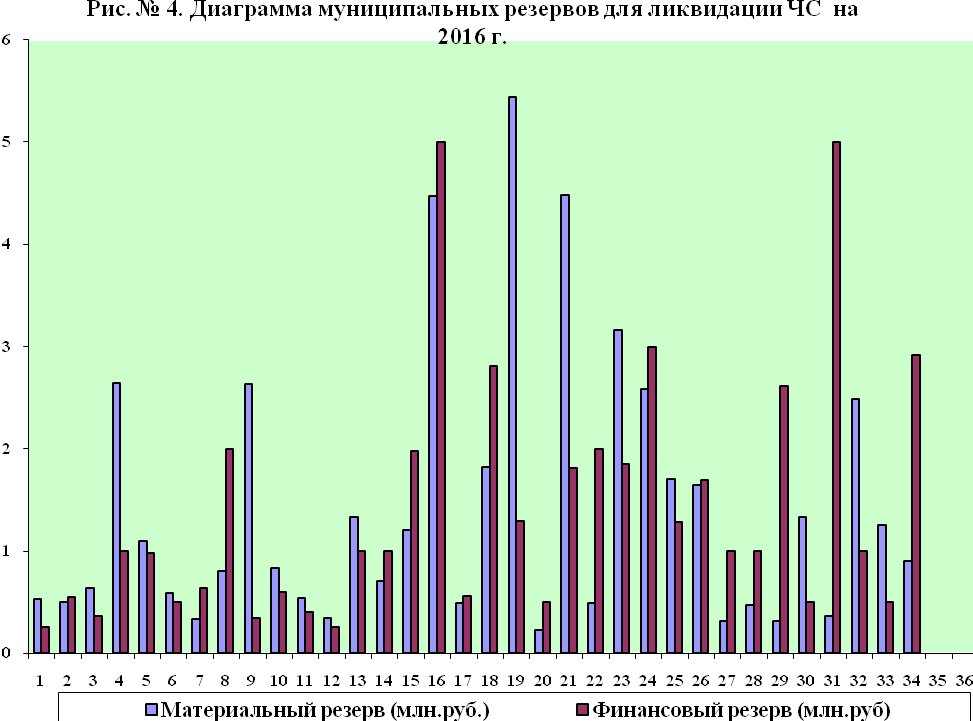 Рис. № 4. Диаграмма муниципальных резервов для ликвидации ЧС на
2016 г.
6
5
4
3
2
1
0
1 2 3 4 5 6 7 8 9 10 11 12 13 14 15 16 17 18 19 20 21 22 23 24 25 26 27 28 29 30 31 32 33 34 35 36
Материальный резерв (млн.руб.) Финансовый резерв (млн.руб)